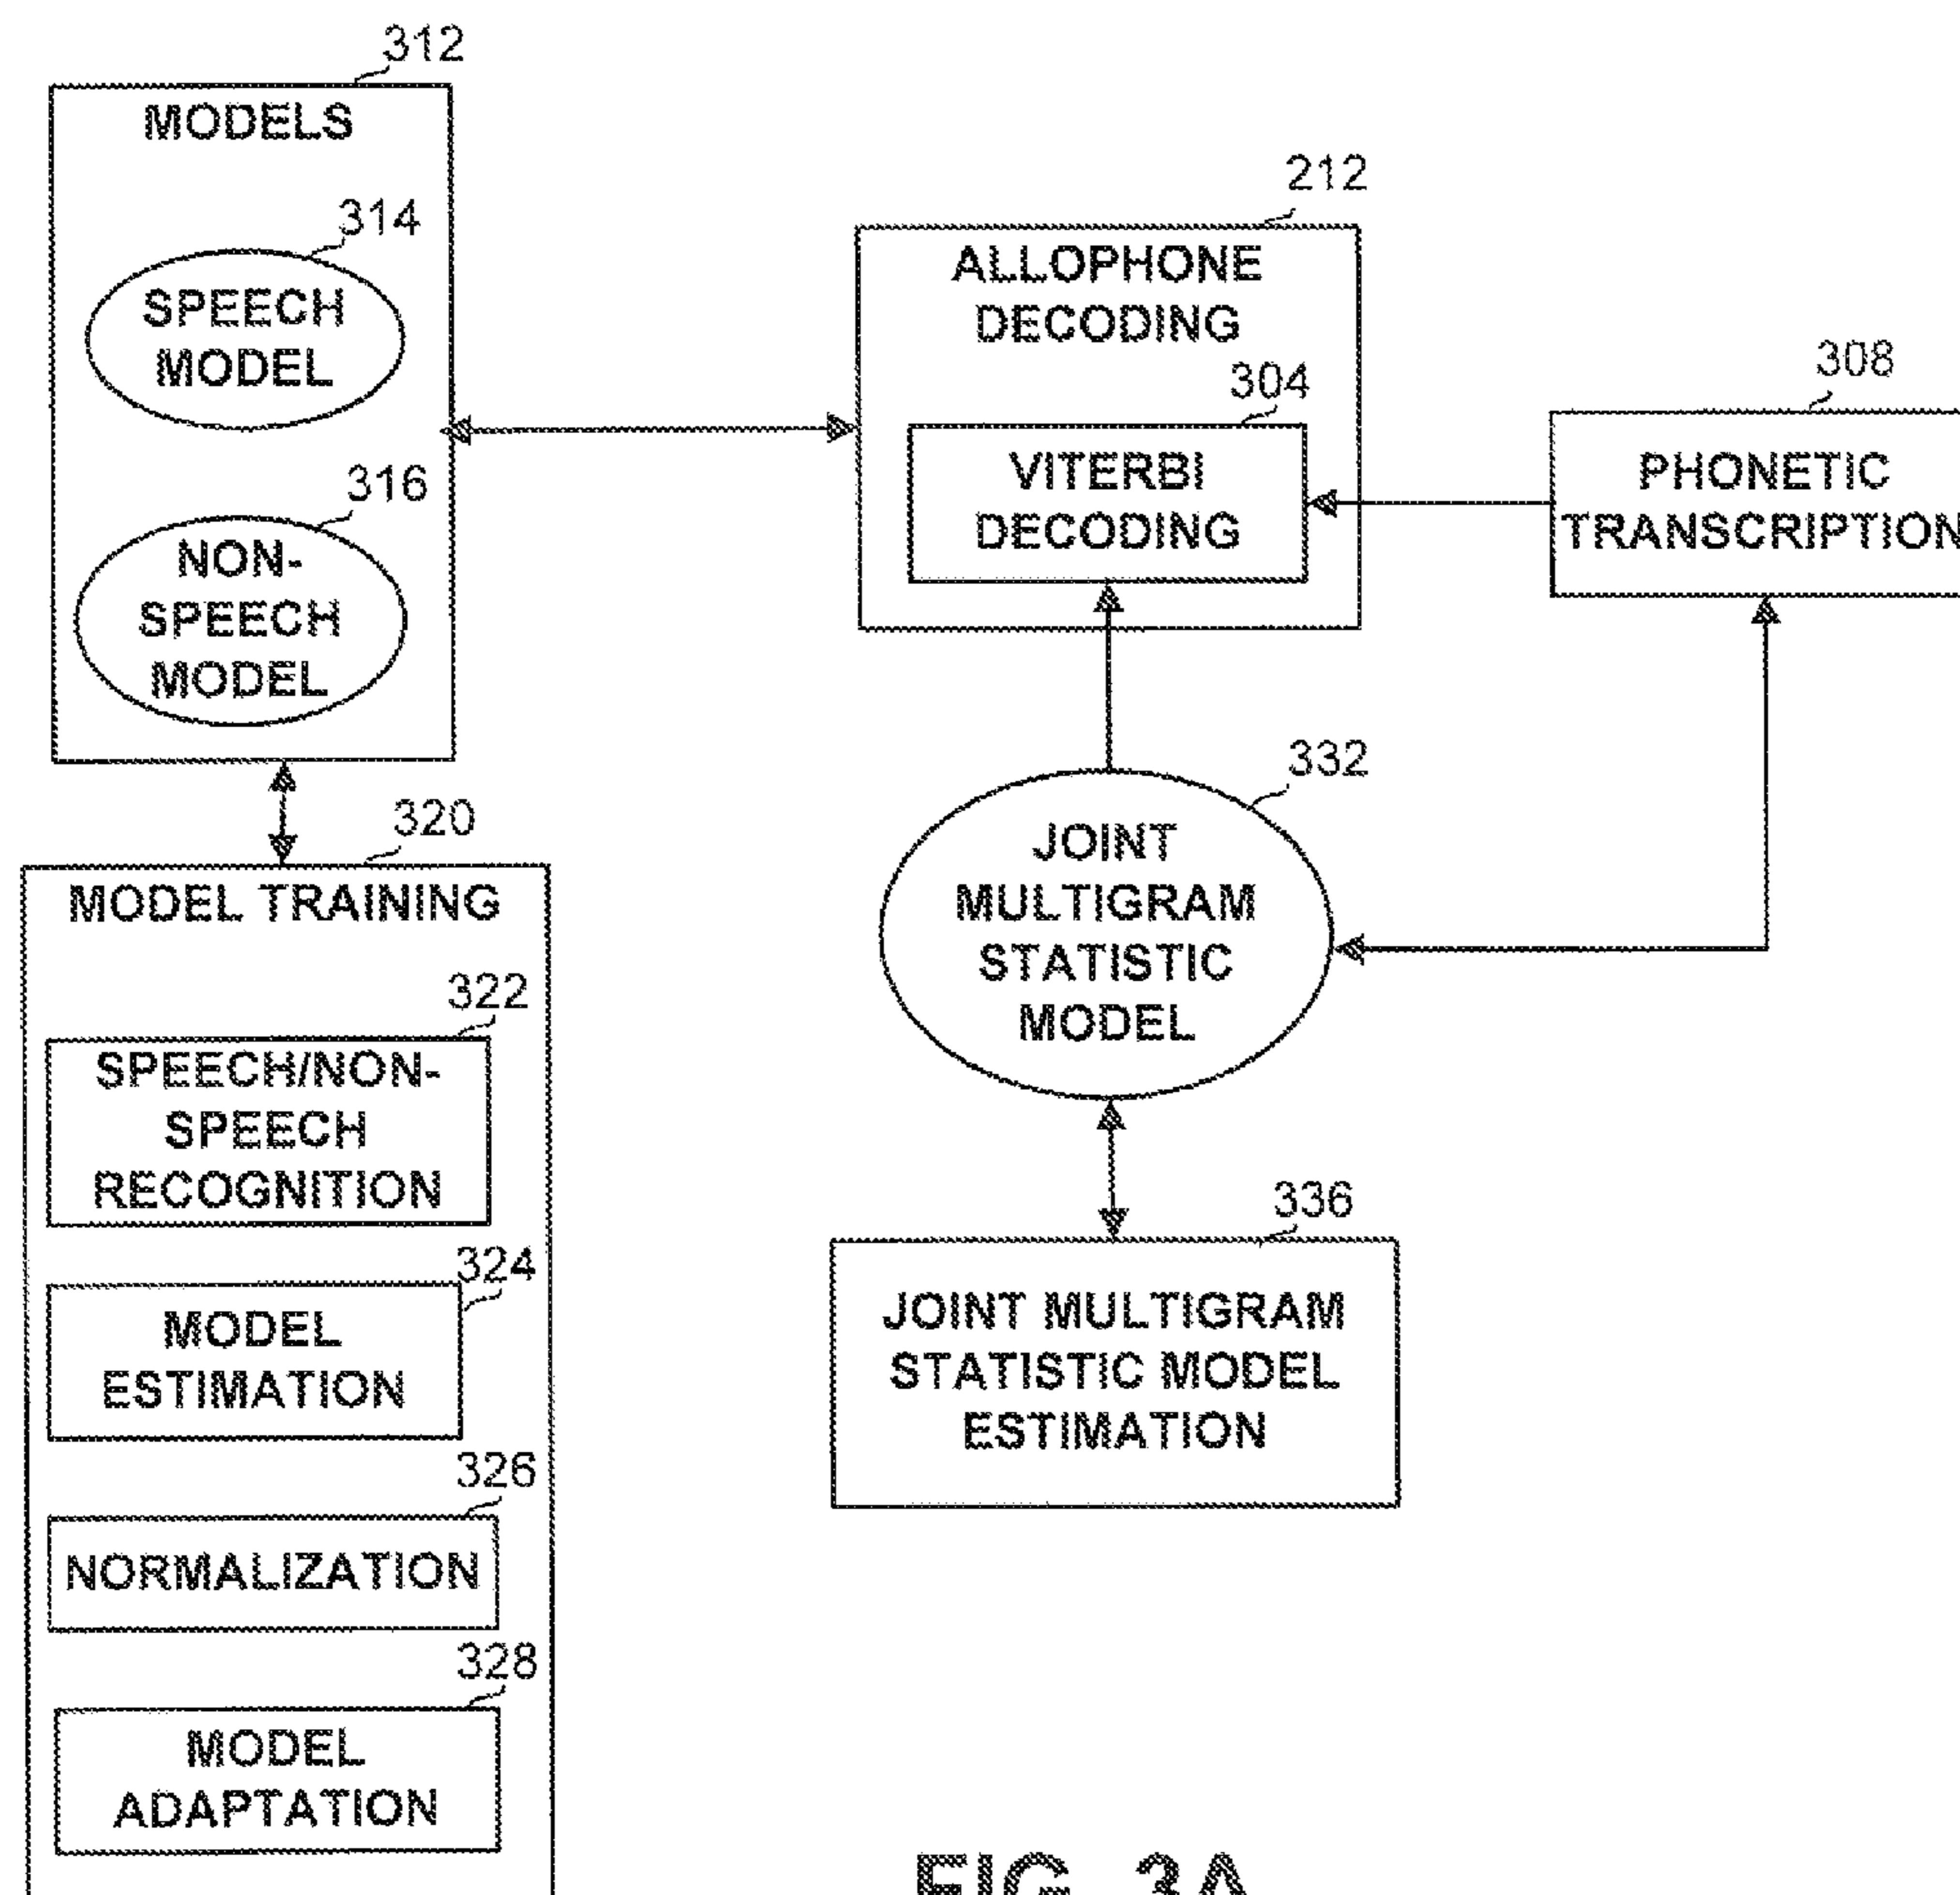 312
MODELS
314
SPEECH
MODEL
316
NON-
SPEECH
MODEL
320
MODEL TRAINING
322
SPEECH/NON-
SPEECH
RECOGNITION
324
MODEL
ESTIMATION
326
NORMALIZATION
328
MODEL
ADAPTATION
212
ALLOPHONE
DECODING
304
VITERBI
DECODING
308
PHONETIC
TRANSCRIPTION
332
JOINT
MULTIGRAM
STATISTIC
MODEL
336
JOINT MULTIGRAM
STATISTIC MODEL
ESTIMATION
FIG. 3A